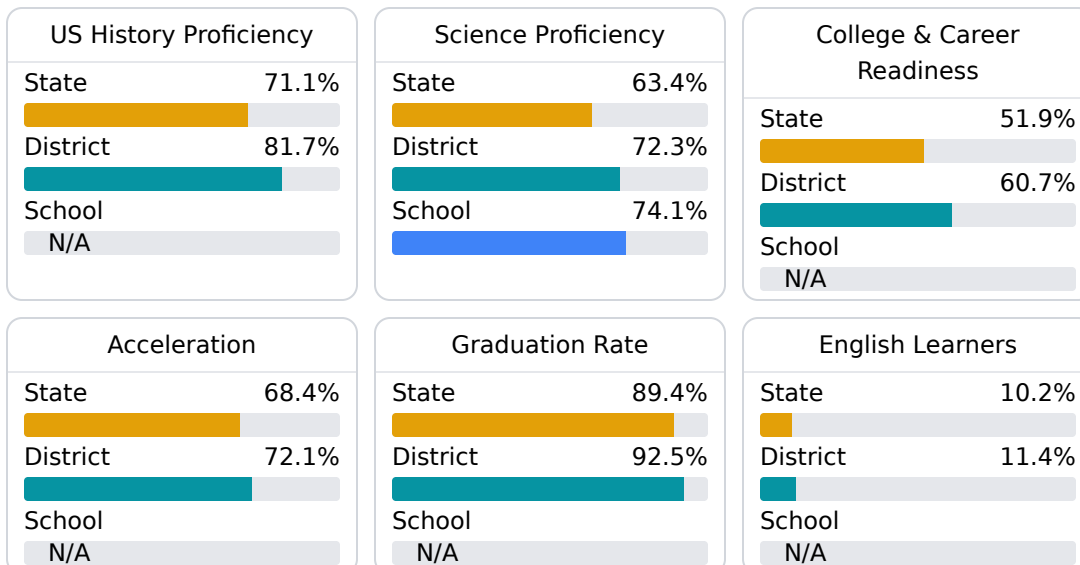 US History Proficiency
State 71.1%
District 81.7%
School
N/A
Science Proficiency
State 63.4%
District 72.3%
School 74.1%
College & Career
Readiness
State 51.9%
District 60.7%
School
N/A
Acceleration
State 68.4%
District 72.1%
School
N/A
Graduation Rate
State 89.4%
District 92.5%
School
N/A
English Learners
State 10.2%
District 11.4%
School
N/A